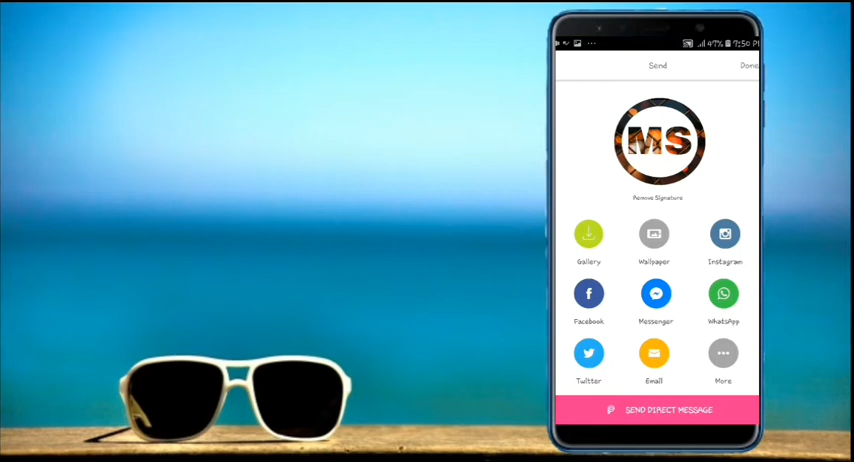 47% 7:50 P
Send Done
MS
Remove Signature
Gallery Wallpaper Instagram
Facebook Messenger WhatsApp
Twitter Email More
SEND DIRECT MESSAGE